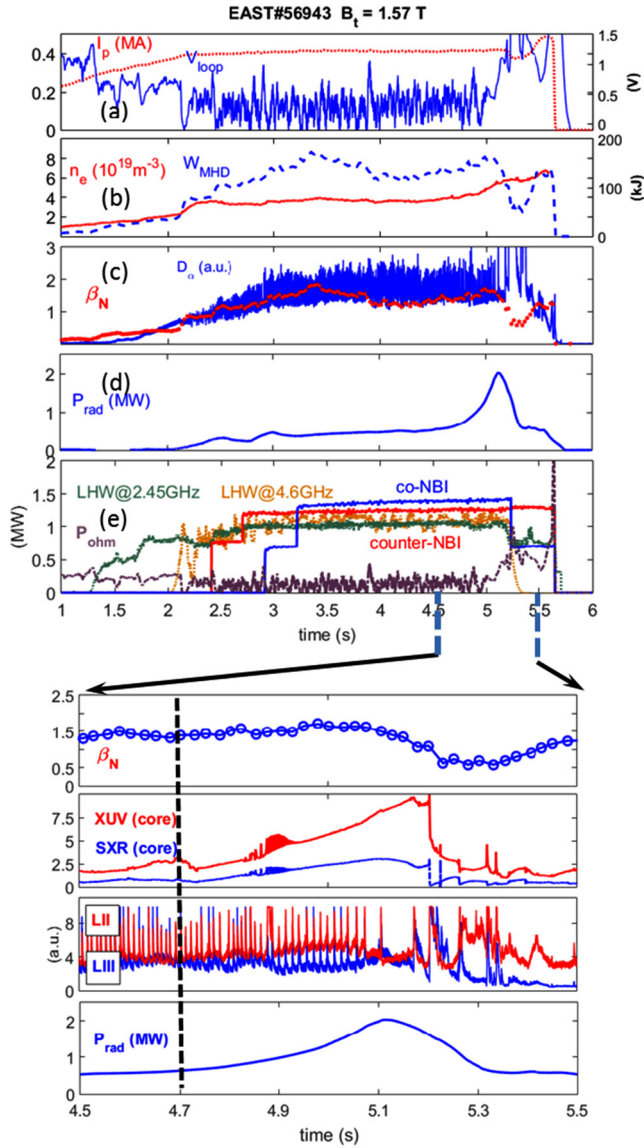 EAST#56943 B_t = 1.57 T
I_p (MA)
V_loop
0.4
0.2
0
1.5
1
0.5
0
(V)
(a)
n_e (10^19 m^-3)
W_MHD
8
6
4
2
200
100
0
(kJ)
(b)
(c)
D_α (a.u.)
β_N
3
2
1
0
(d)
P_rad (MW)
2
1
0
LHW@2.45GHz
LHW@4.6GHz
(e)
co-NBI
P_ohm
counter-NBI
(MW)
2
1.5
1
0.5
0
1 1.5 2 2.5 3 3.5 4 4.5 5 5.5 6
time (s)
2.5
1.5
0.5
0
β_N
XUV (core)
SXR (core)
7.5
5
2.5
0
LII
LIII
(a.u.)
8
4
0
P_rad (MW)
2
1
0
4.5 4.7 4.9 5.1 5.3 5.5
time (s)